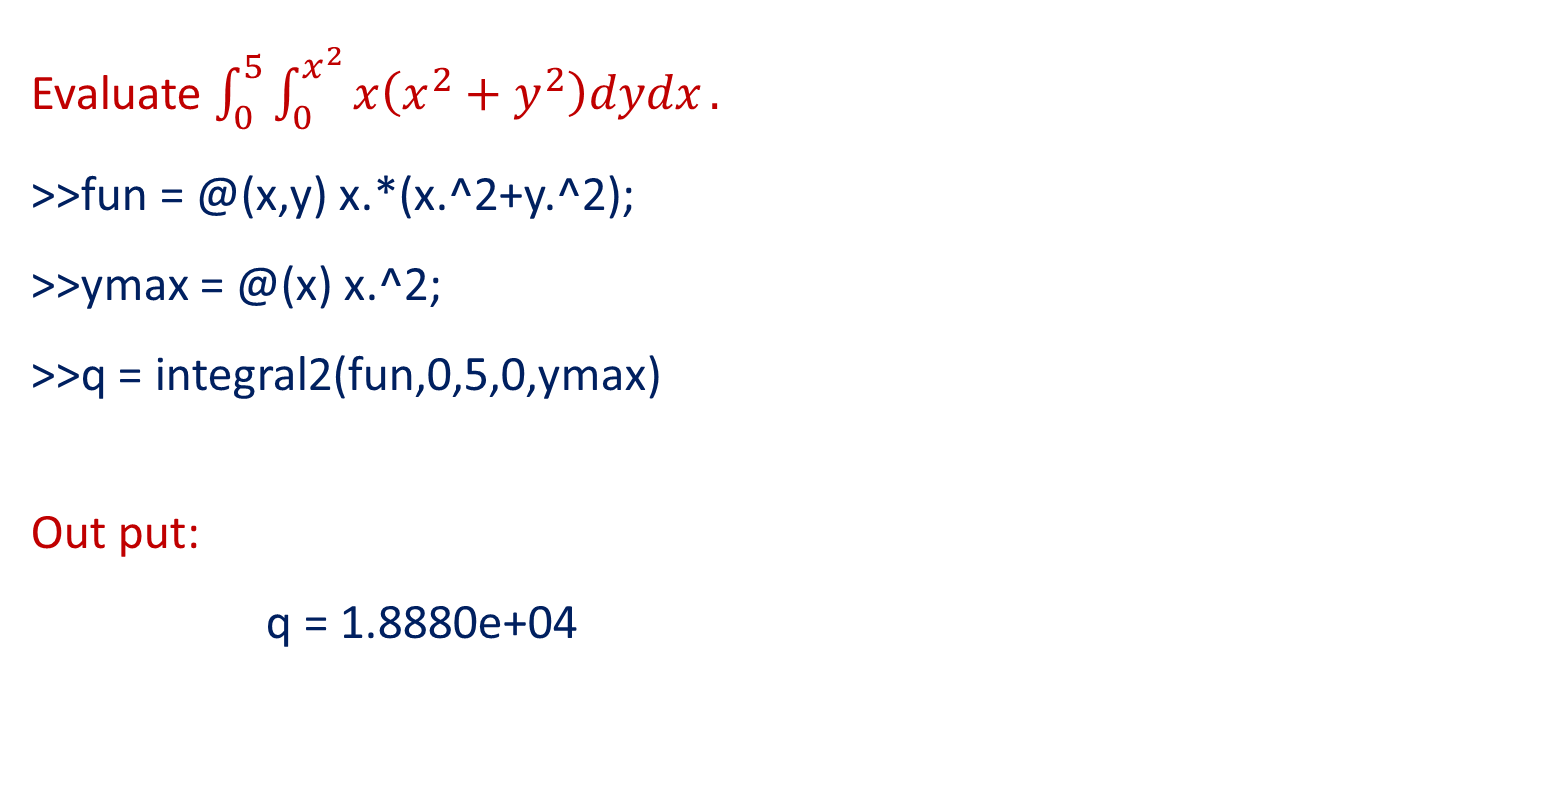 Evaluate ∫₀⁵ ∫₀^{x²} x(x² + y²)dydx.
>>fun = @(x,y) x.*(x.^2+y.^2);
>>ymax = @(x) x.^2;
>>q = integral2(fun,0,5,0,ymax)
Out put:
q = 1.8880e+04